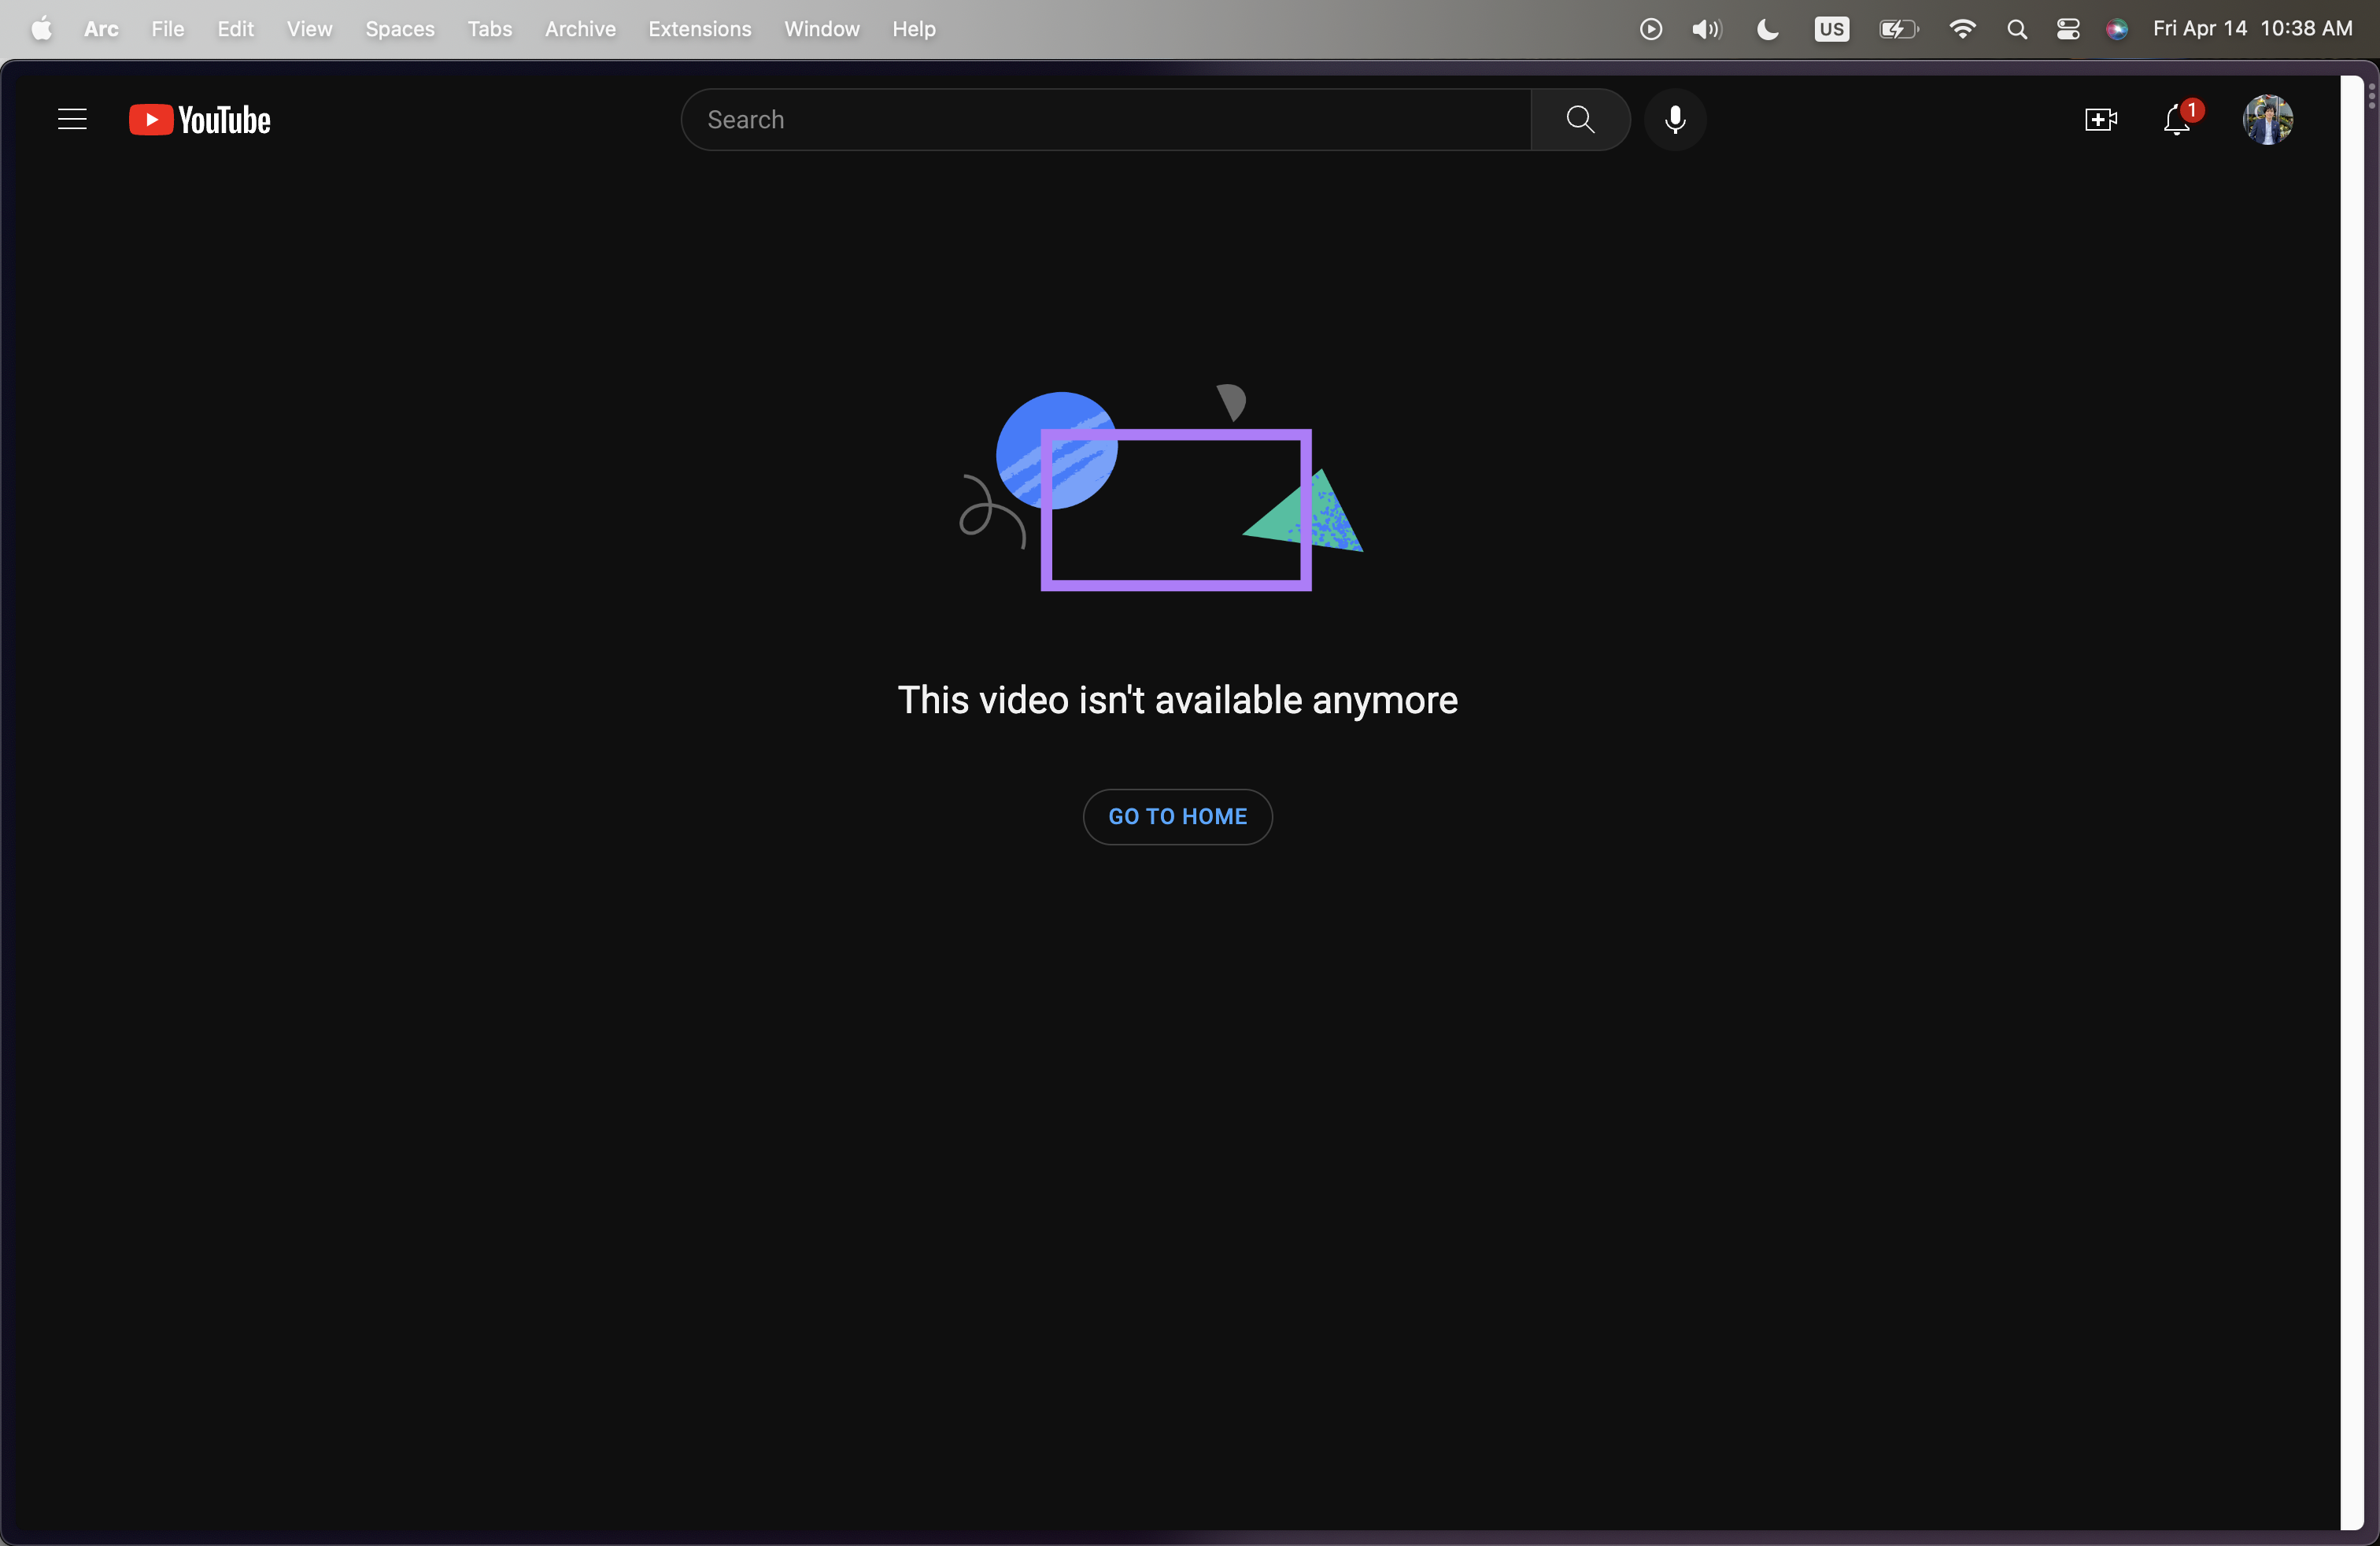 Arc File Edit View Spaces Tabs Archive Extensions Window Help US Fri Apr 14 10:38 AM
YouTube Search 1
This video isn't available anymore
GO TO HOME